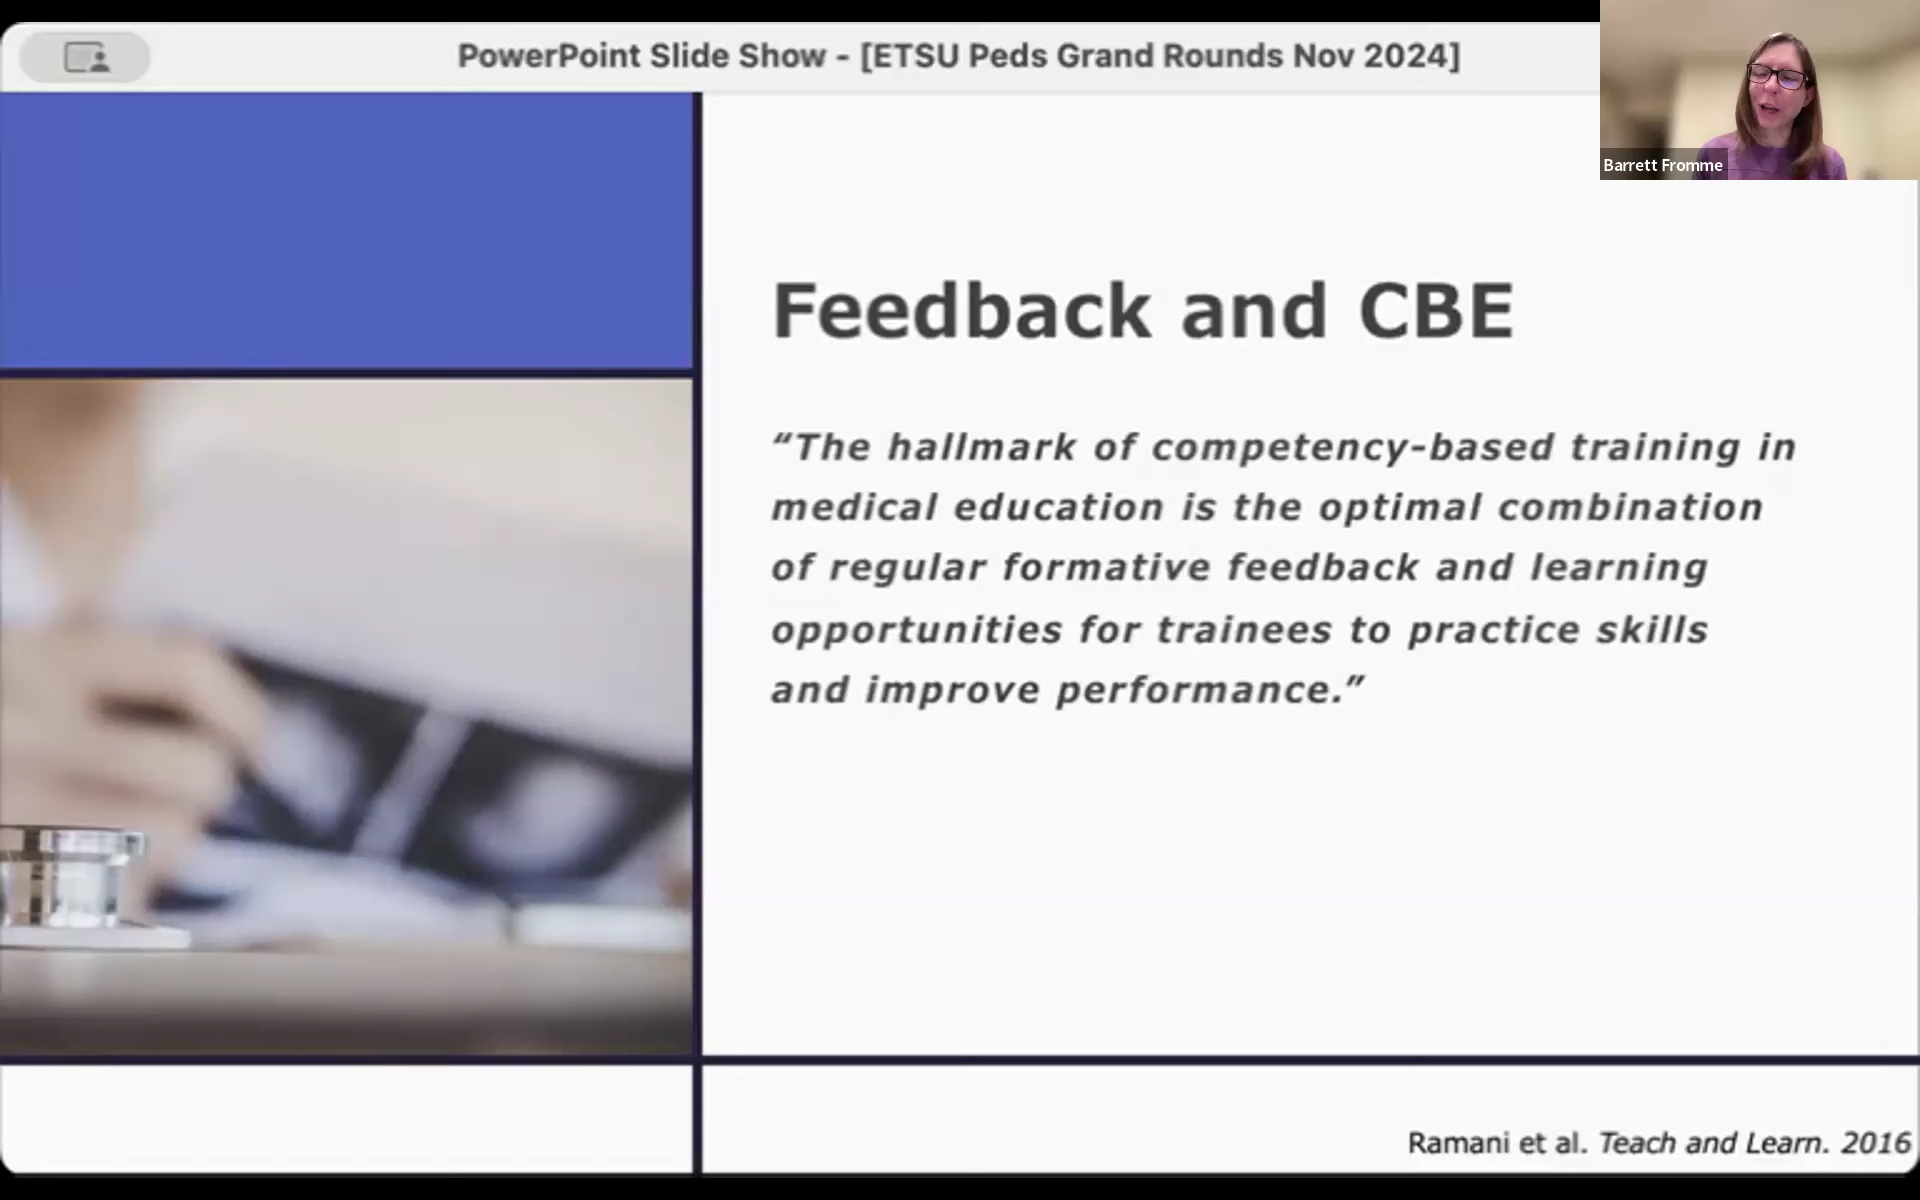 PowerPoint Slide Show - [ETSU Peds Grand Rounds Nov 2024]
Barrett Fromme
Feedback and CBE
“The hallmark of competency-based training in
medical education is the optimal combination
of regular formative feedback and learning
opportunities for trainees to practice skills
and improve performance.”
Ramani et al. Teach and Learn. 2016